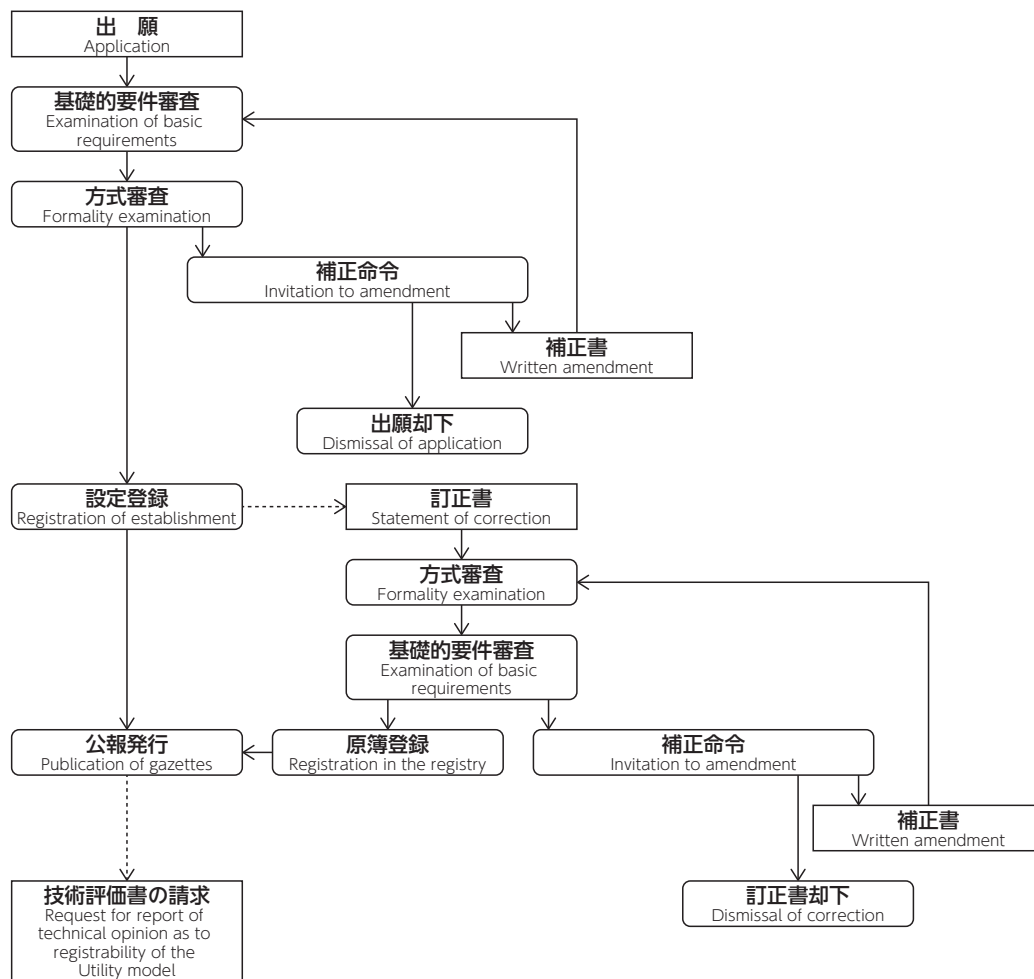 出　願
Application
基礎的要件審査
Examination of basic
requirements
方式審査
Formality examination
補正命令
Invitation to amendment
補正書
Written amendment
出願却下
Dismissal of application
設定登録
Registration of establishment
訂正書
Statement of correction
方式審査
Formality examination
基礎的要件審査
Examination of basic
requirements
公報発行
Publication of gazettes
原簿登録
Registration in the registry
補正命令
Invitation to amendment
補正書
Written amendment
技術評価書の請求
Request for report of
technical opinion as to
registrability of the
Utility model
訂正書却下
Dismissal of correction